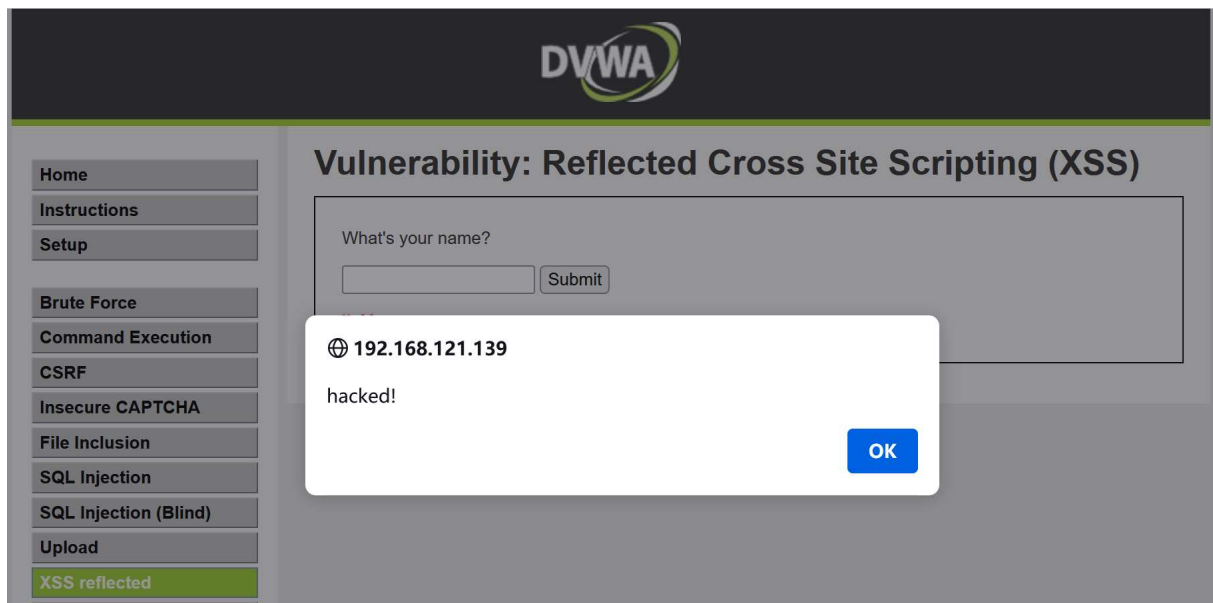 DVWA
Vulnerability: Reflected Cross Site Scripting (XSS)
Home
Instructions
Setup
Brute Force
Command Execution
CSRF
Insecure CAPTCHA
File Inclusion
SQL Injection
SQL Injection (Blind)
Upload
XSS reflected
What's your name?
Submit
192.168.121.139
hacked!
OK